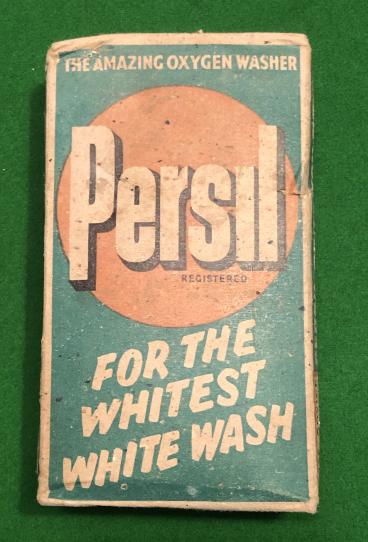 THE AMAZING OXYGEN WASHER
Persil
REGISTERED
FOR THE
WHITEST
WHITE WASH